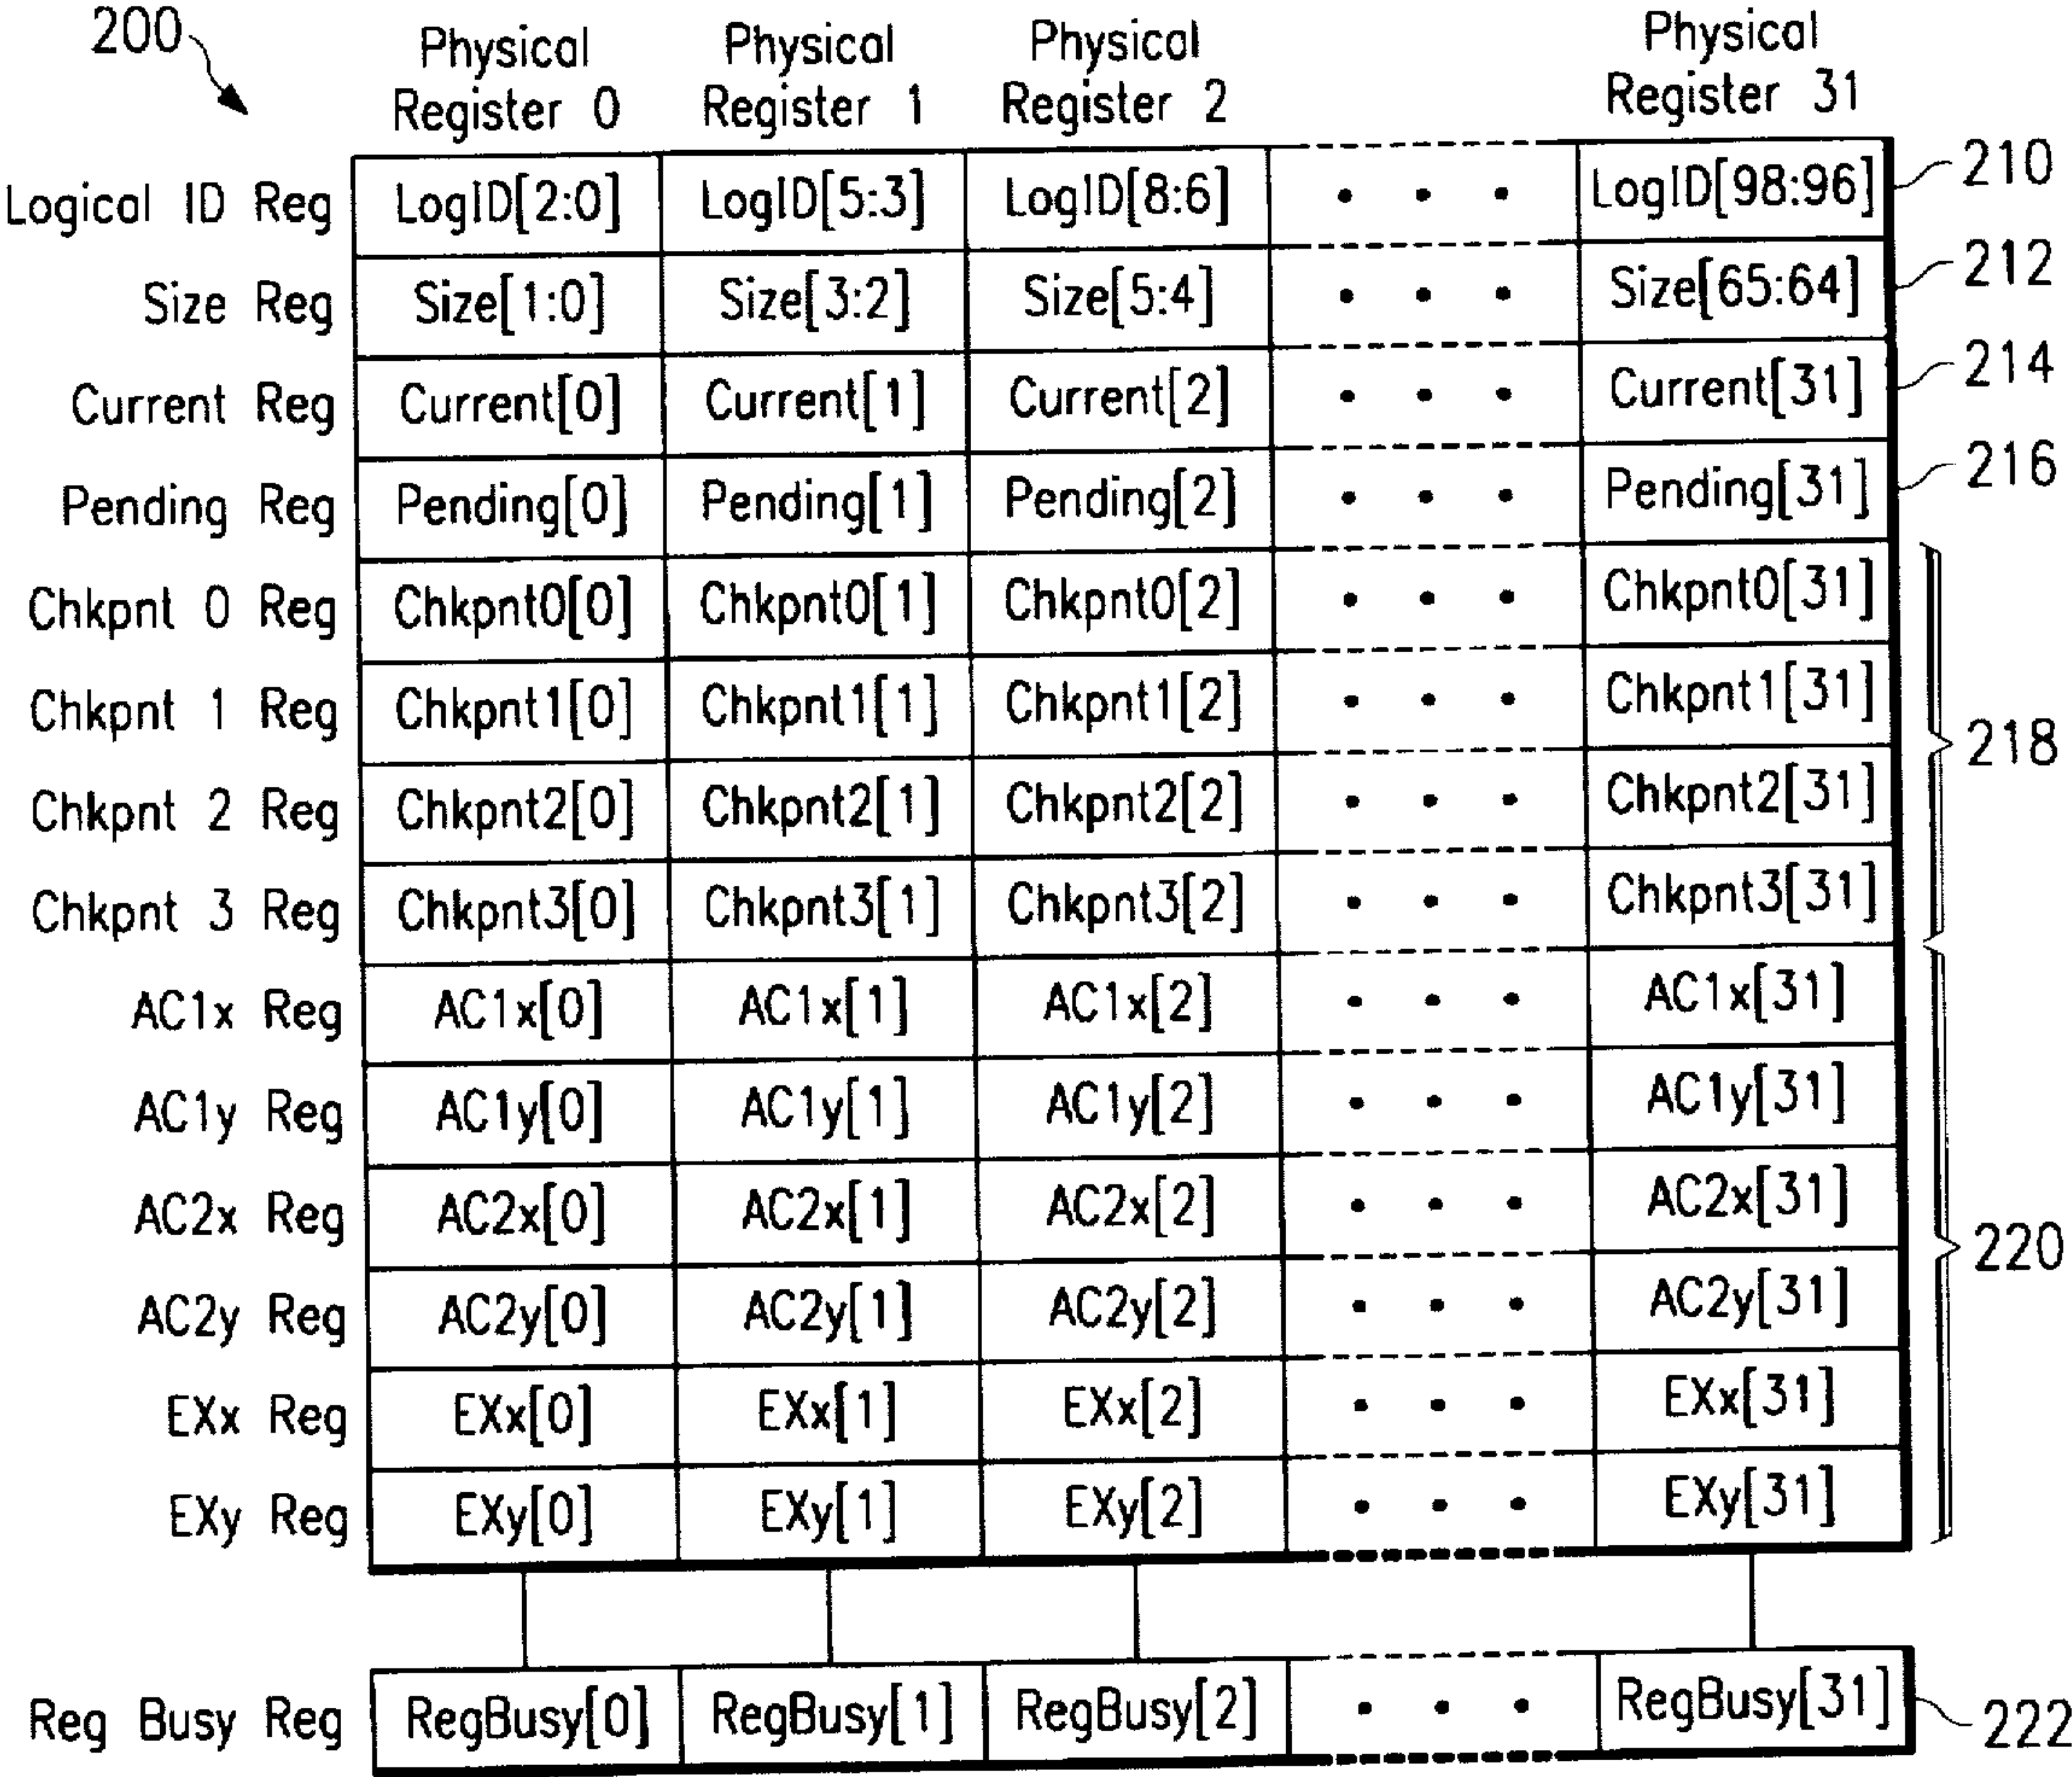 200
Physical Register 0
Physical Register 1
Physical Register 2
Physical Register 31
Logical ID Reg LogID[2:0] LogID[5:3] LogID[8:6] • • • LogID[98:96] 210
Size Reg Size[1:0] Size[3:2] Size[5:4] • • • Size[65:64] 212
Current Reg Current[0] Current[1] Current[2] • • • Current[31] 214
Pending Reg Pending[0] Pending[1] Pending[2] • • • Pending[31] 216
Chkpnt 0 Reg Chkpnt0[0] Chkpnt0[1] Chkpnt0[2] • • • Chkpnt0[31]
Chkpnt 1 Reg Chkpnt1[0] Chkpnt1[1] Chkpnt1[2] • • • Chkpnt1[31]
218
Chkpnt 2 Reg Chkpnt2[0] Chkpnt2[1] Chkpnt2[2] • • • Chkpnt2[31]
Chkpnt 3 Reg Chkpnt3[0] Chkpnt3[1] Chkpnt3[2] • • • Chkpnt3[31]
AC1x Reg AC1x[0] AC1x[1] AC1x[2] • • • AC1x[31]
AC1y Reg AC1y[0] AC1y[1] AC1y[2] • • • AC1y[31]
AC2x Reg AC2x[0] AC2x[1] AC2x[2] • • • AC2x[31]
220
AC2y Reg AC2y[0] AC2y[1] AC2y[2] • • • AC2y[31]
EXx Reg EXx[0] EXx[1] EXx[2] • • • EXx[31]
EXy Reg EXy[0] EXy[1] EXy[2] • • • EXy[31]
Reg Busy Reg RegBusy[0] RegBusy[1] RegBusy[2] • • • RegBusy[31] 222